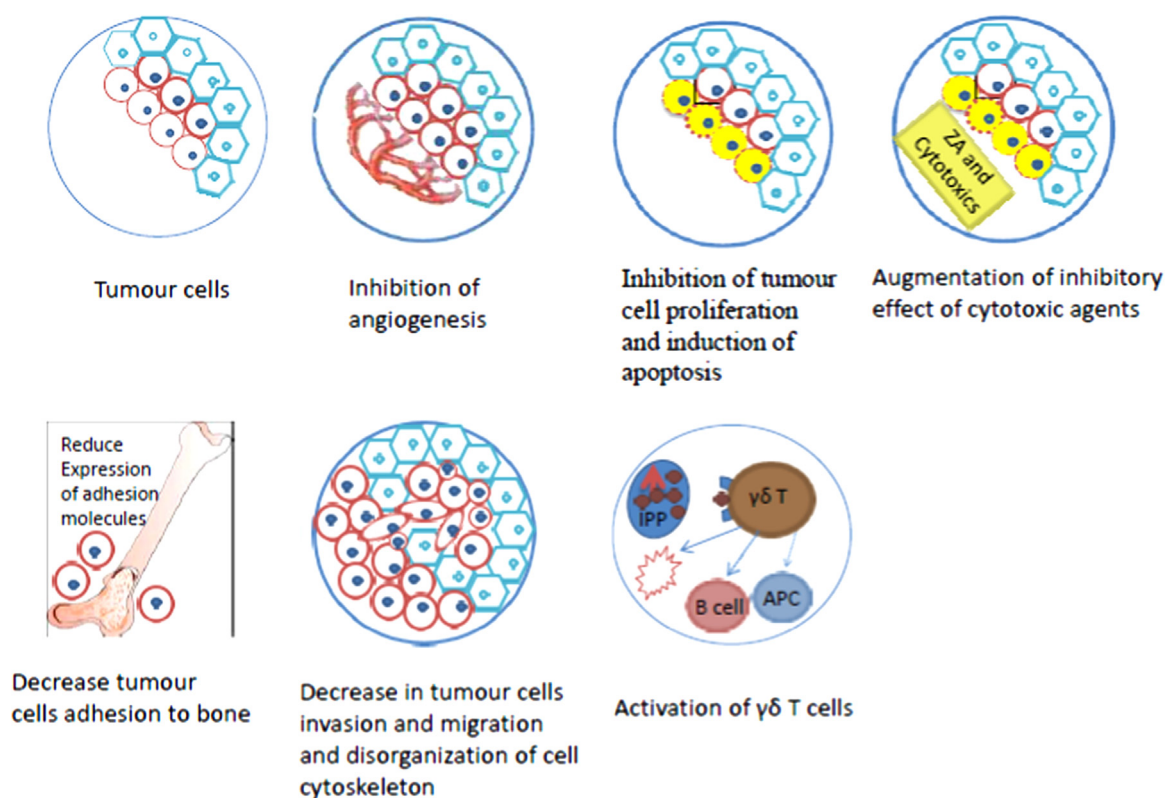 ZA and
Cytotoxics
Tumour cells
Inhibition of
angiogenesis
Inhibition of tumour
cell proliferation
and induction of
apoptosis
Augmentation of inhibitory
effect of cytotoxic agents
Reduce
Expression
of adhesion
molecules
IPP
γδ T
B cell
APC
Decrease tumour
cells adhesion to bone
Decrease in tumour cells
invasion and migration
and disorganization of cell
cytoskeleton
Activation of γδ T cells